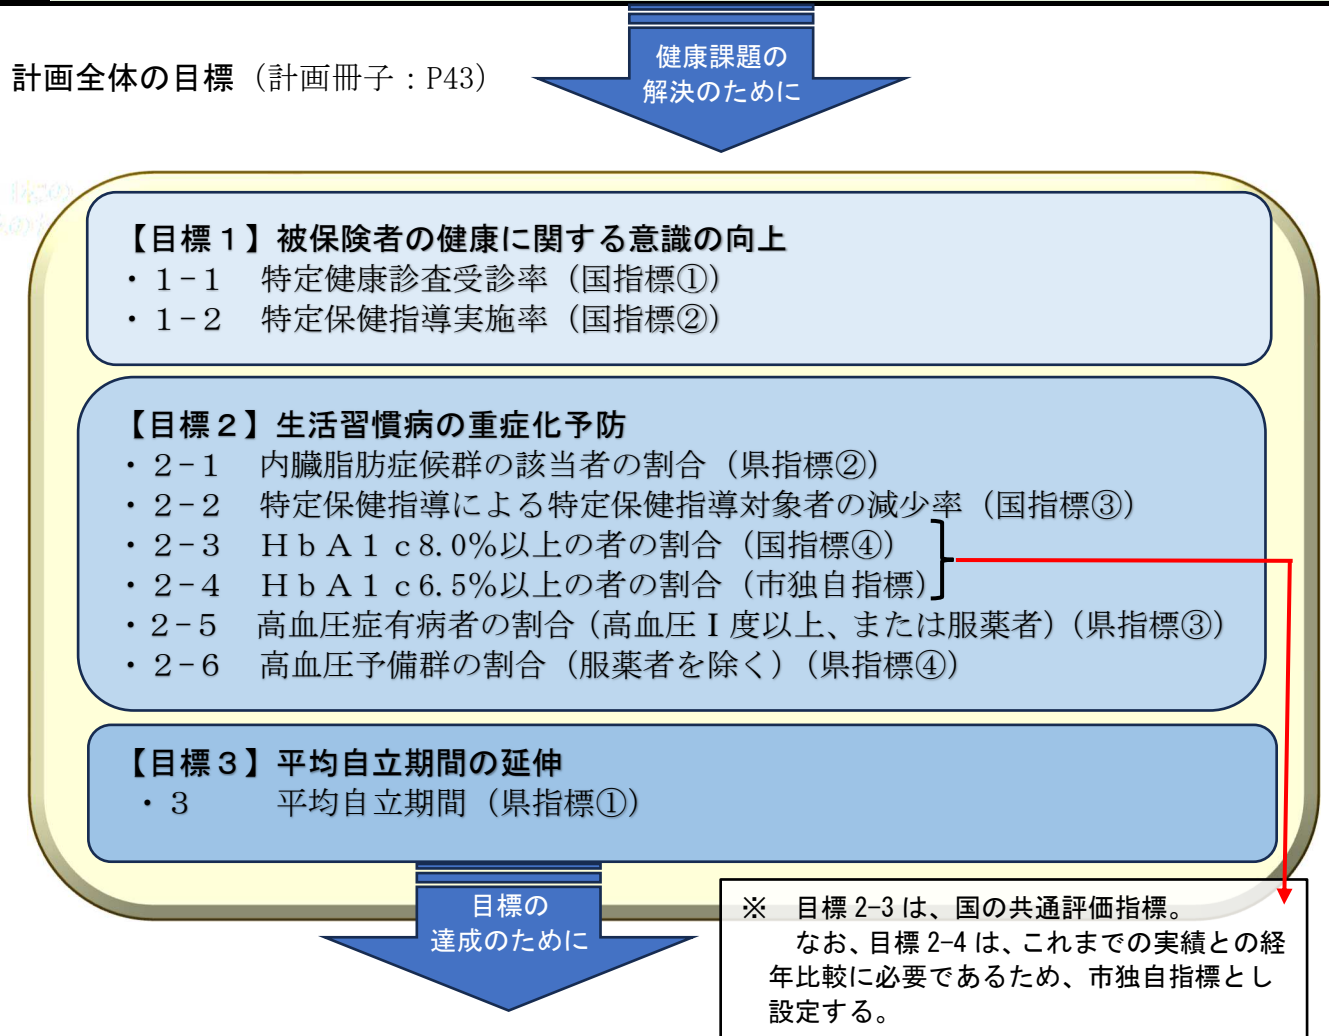 健康課題の
解決のために
計画全体の目標（計画冊子：P43）
【目標１】被保険者の健康に関する意識の向上
・１−１　特定健康診査受診率（国指標①）
・１−２　特定保健指導実施率（国指標②）
【目標２】生活習慣病の重症化予防
・２−１　内臓脂肪症候群の該当者の割合（県指標②）
・２−２　特定保健指導による特定保健指導対象者の減少率（国指標③）
・２−３　ＨｂＡ１ｃ8.0％以上の者の割合（国指標④）
・２−４　ＨｂＡ１ｃ6.5％以上の者の割合（市独自指標）
・２−５　高血圧症有病者の割合（高血圧Ⅰ度以上、または服薬者）（県指標③）
・２−６　高血圧予備群の割合（服薬者を除く）（県指標④）
【目標３】平均自立期間の延伸
・３　　平均自立期間（県指標①）
目標の
達成のために
※　目標 2-3 は、国の共通評価指標。
なお、目標 2-4 は、これまでの実績との経
年比較に必要であるため、市独自指標とし
設定する。